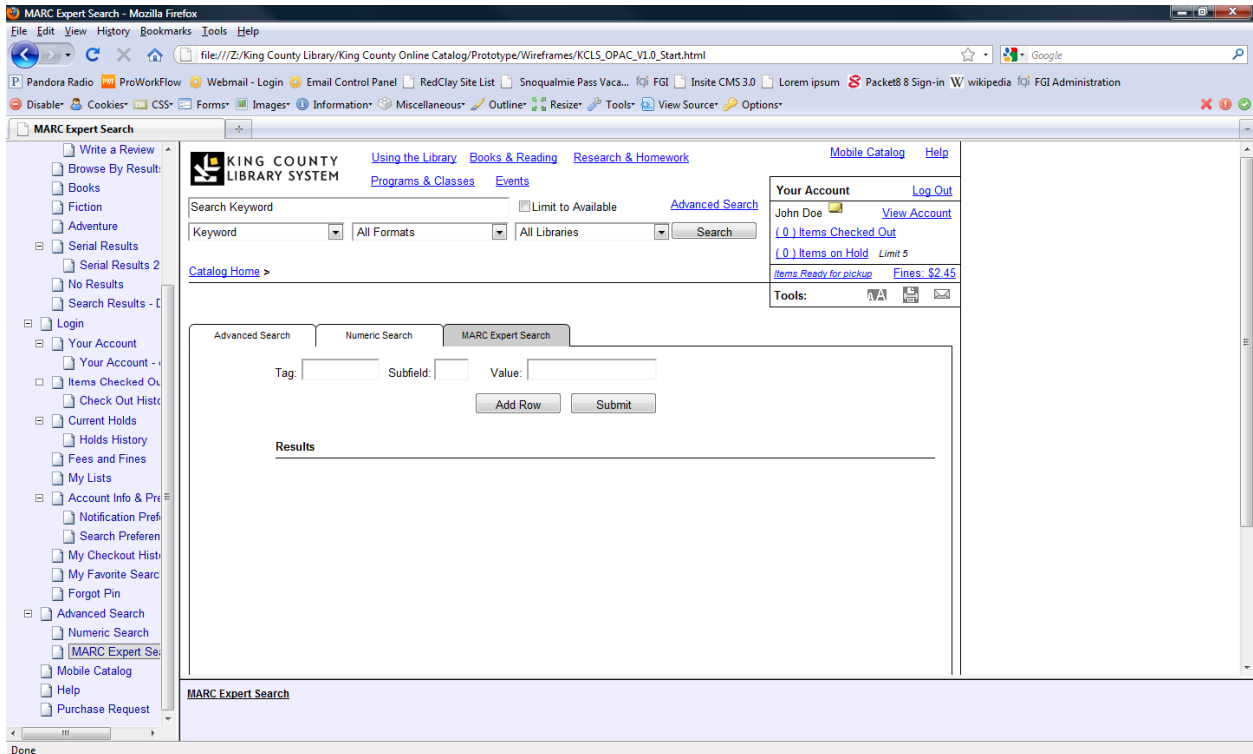 MARC Expert Search - Mozilla Firefox
File Edit View History Bookmarks Tools Help
file:///Z:/King County Library/King County Online Catalog/Prototype/Wireframes/KCLS_OPAC_V1.0_Start.html
Google
Pandora Radio ProWorkFlow Webmail - Login Email Control Panel RedClay Site List Snoqualmie Pass Vaca... FGI Insite CMS 3.0 Lorem ipsum Packet8 8 Sign-in wikipedia FGI Administration
Disable Cookies CSS Forms Images Information Miscellaneous Outline Resize Tools View Source Options
MARC Expert Search
Write a Review
Browse By Result
Books
Fiction
Adventure
Serial Results
Serial Results 2
No Results
Search Results -
Login
Your Account
Your Account -
Items Checked Ou
Check Out Histo
Current Holds
Holds History
Fees and Fines
My Lists
Account Info & Pre
Notification Pref
Search Preferen
My Checkout Hist
My Favorite Searc
Forgot Pin
Advanced Search
Numeric Search
MARC Expert Se
Mobile Catalog
Help
Purchase Request
KING COUNTY
LIBRARY SYSTEM
Using the Library Books & Reading Research & Homework
Programs & Classes Events
Mobile Catalog Help
Search Keyword Limit to Available Advanced Search
Keyword All Formats All Libraries Search
Catalog Home >
Your Account Log Out
John Doe View Account
( 0 ) Items Checked Out
( 0 ) Items on Hold Limit 5
Items Ready for pickup Fines: $2.45
Tools: AA
Advanced Search Numeric Search MARC Expert Search
Tag: Subfield: Value:
Add Row Submit
Results
MARC Expert Search
Done